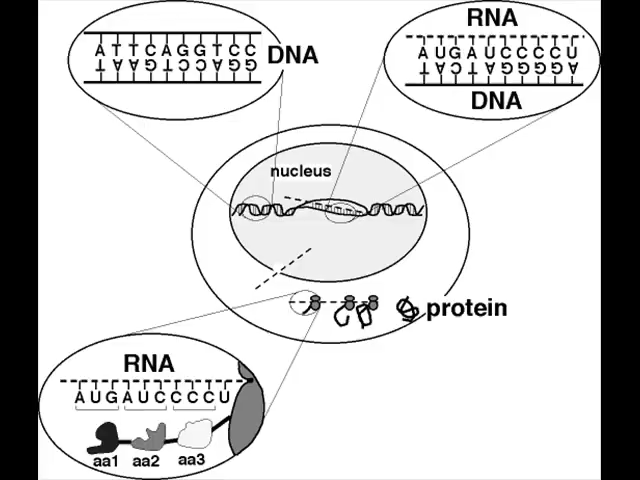 ATTCAGGTCC
TAAGTCCAGG
DNA
RNA
AUGAUCCCCU
TACTAGGGGA
DNA
nucleus
protein
RNA
AUGAUCCCCU
aa1 aa2 aa3